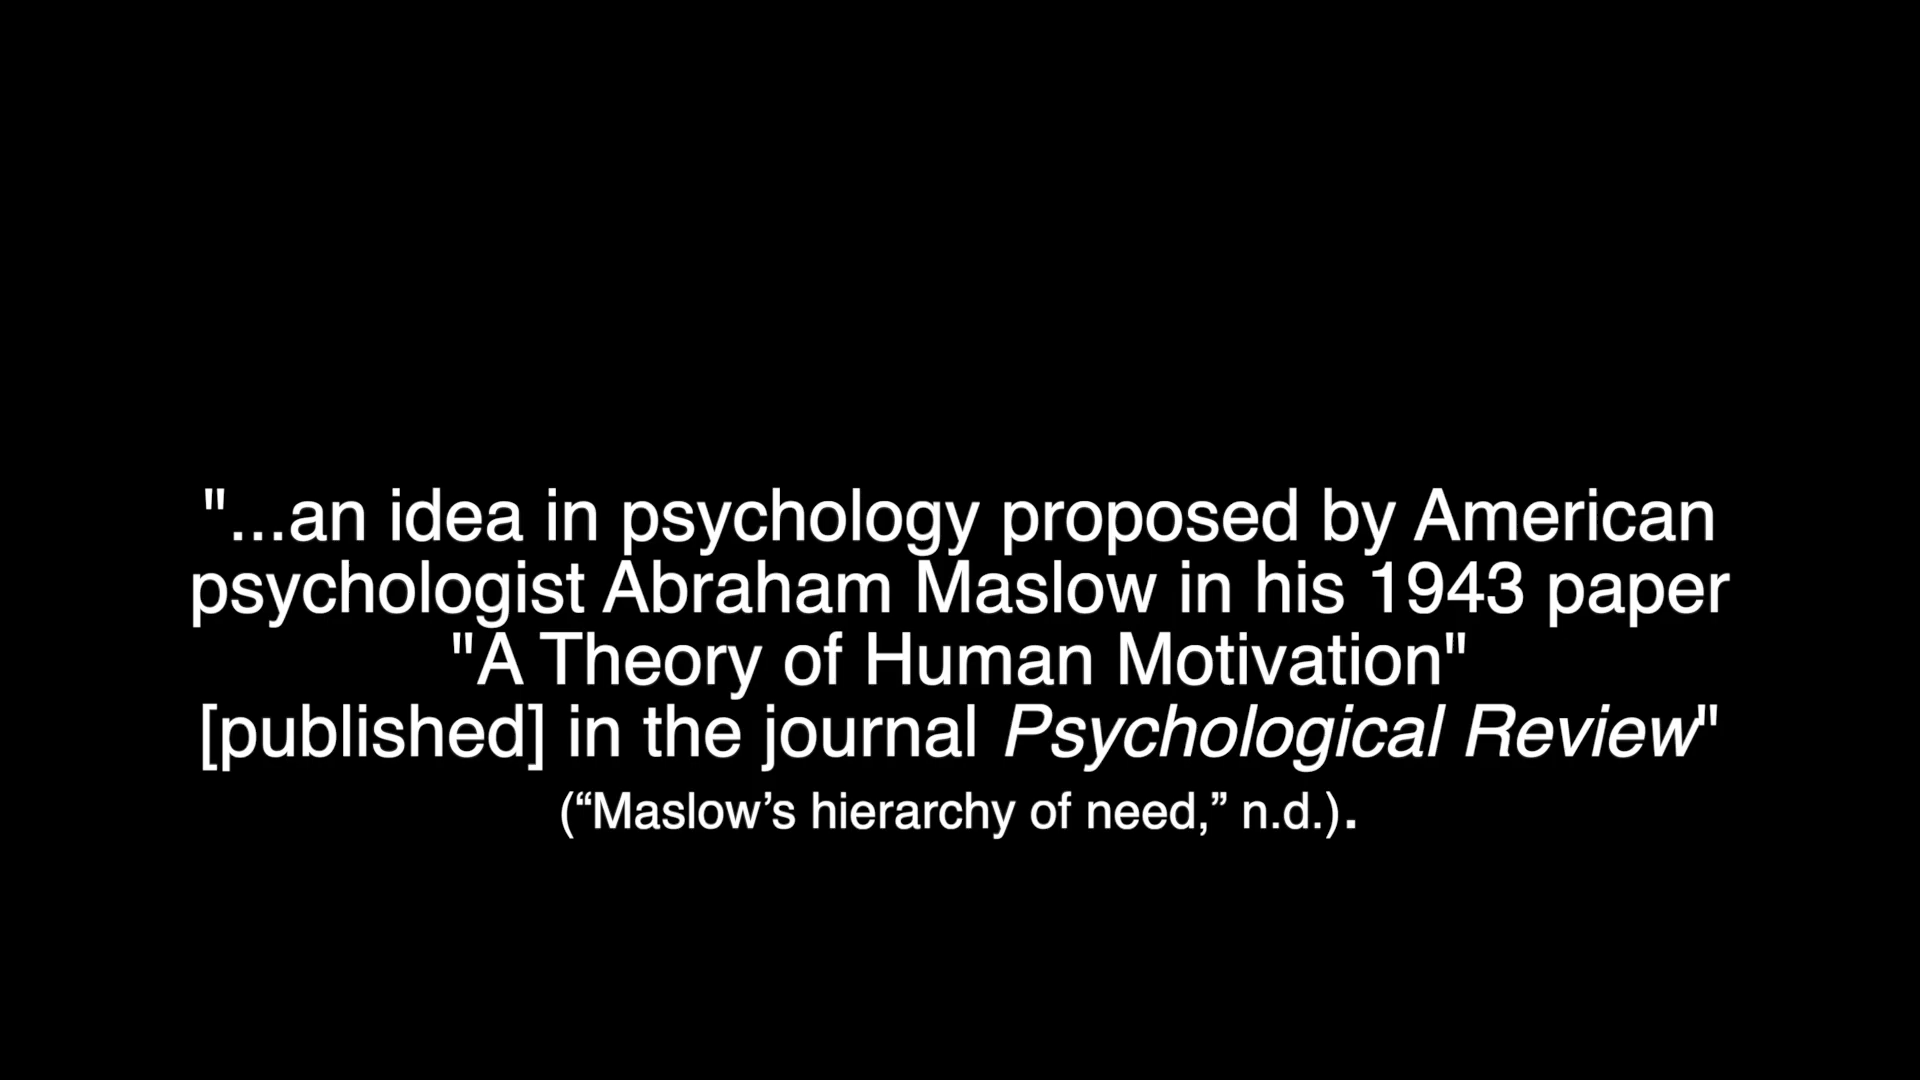 "...an idea in psychology proposed by American
psychologist Abraham Maslow in his 1943 paper
"A Theory of Human Motivation"
[published] in the journal Psychological Review"
(“Maslow’s hierarchy of need,” n.d.).